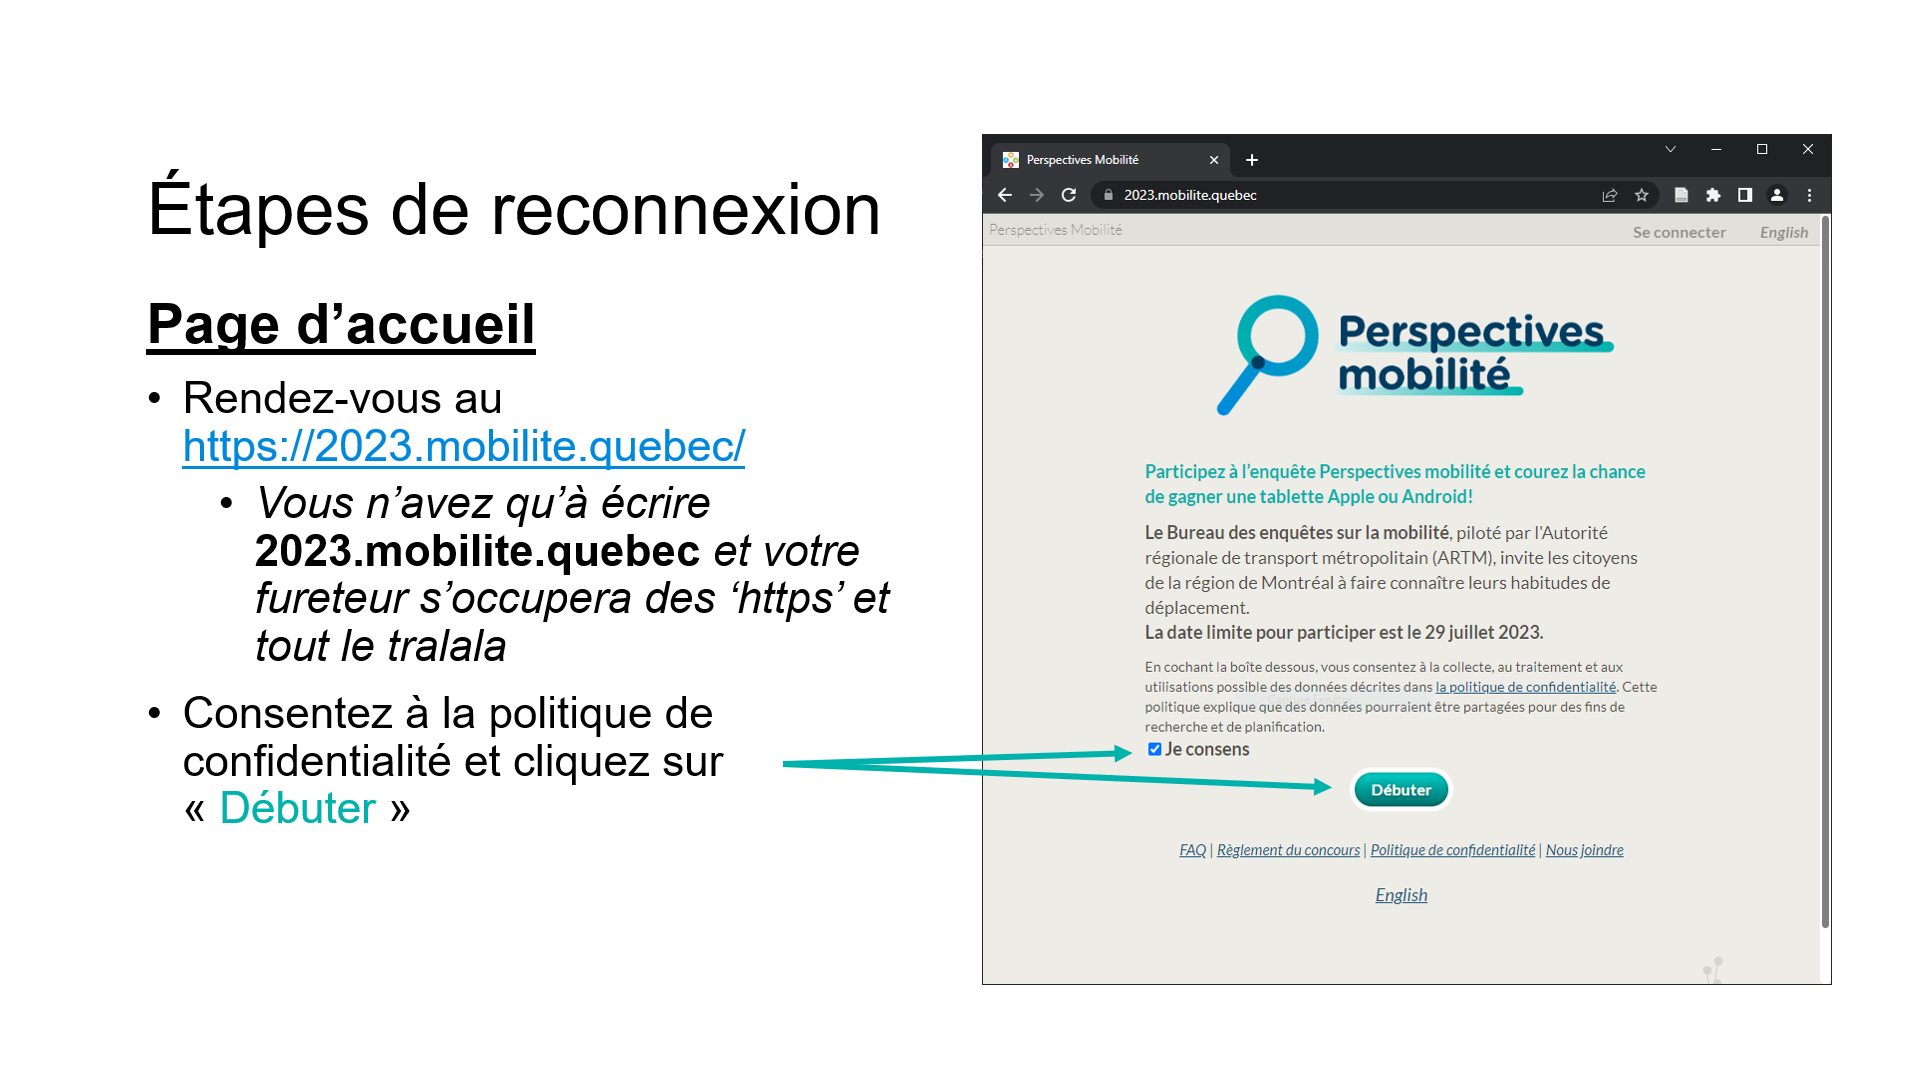 Étapes de reconnexion
Page d’accueil
• Rendez-vous au
https://2023.mobilite.quebec/
• Vous n’avez qu’à écrire
2023.mobilite.quebec et votre
fureteur s’occupera des ‘https’ et
tout le tralala
• Consentez à la politique de
confidentialité et cliquez sur
« Débuter »
Perspectives Mobilité
2023.mobilite.quebec
Perspectives Mobilité
Se connecter English
Perspectives
mobilité
Participez à l'enquête Perspectives mobilité et courez la chance
de gagner une tablette Apple ou Android!
Le Bureau des enquêtes sur la mobilité, piloté par l'Autorité
régionale de transport métropolitain (ARTM), invite les citoyens
de la région de Montréal à faire connaître leurs habitudes de
déplacement.
La date limite pour participer est le 29 juillet 2023.
En cochant la boîte dessous, vous consentez à la collecte, au traitement et aux
utilisations possible des données décrites dans la politique de confidentialité. Cette
politique explique que des données pourraient être partagées pour des fins de
recherche et de planification.
Je consens
Débuter
FAQ | Règlement du concours | Politique de confidentialité | Nous joindre
English